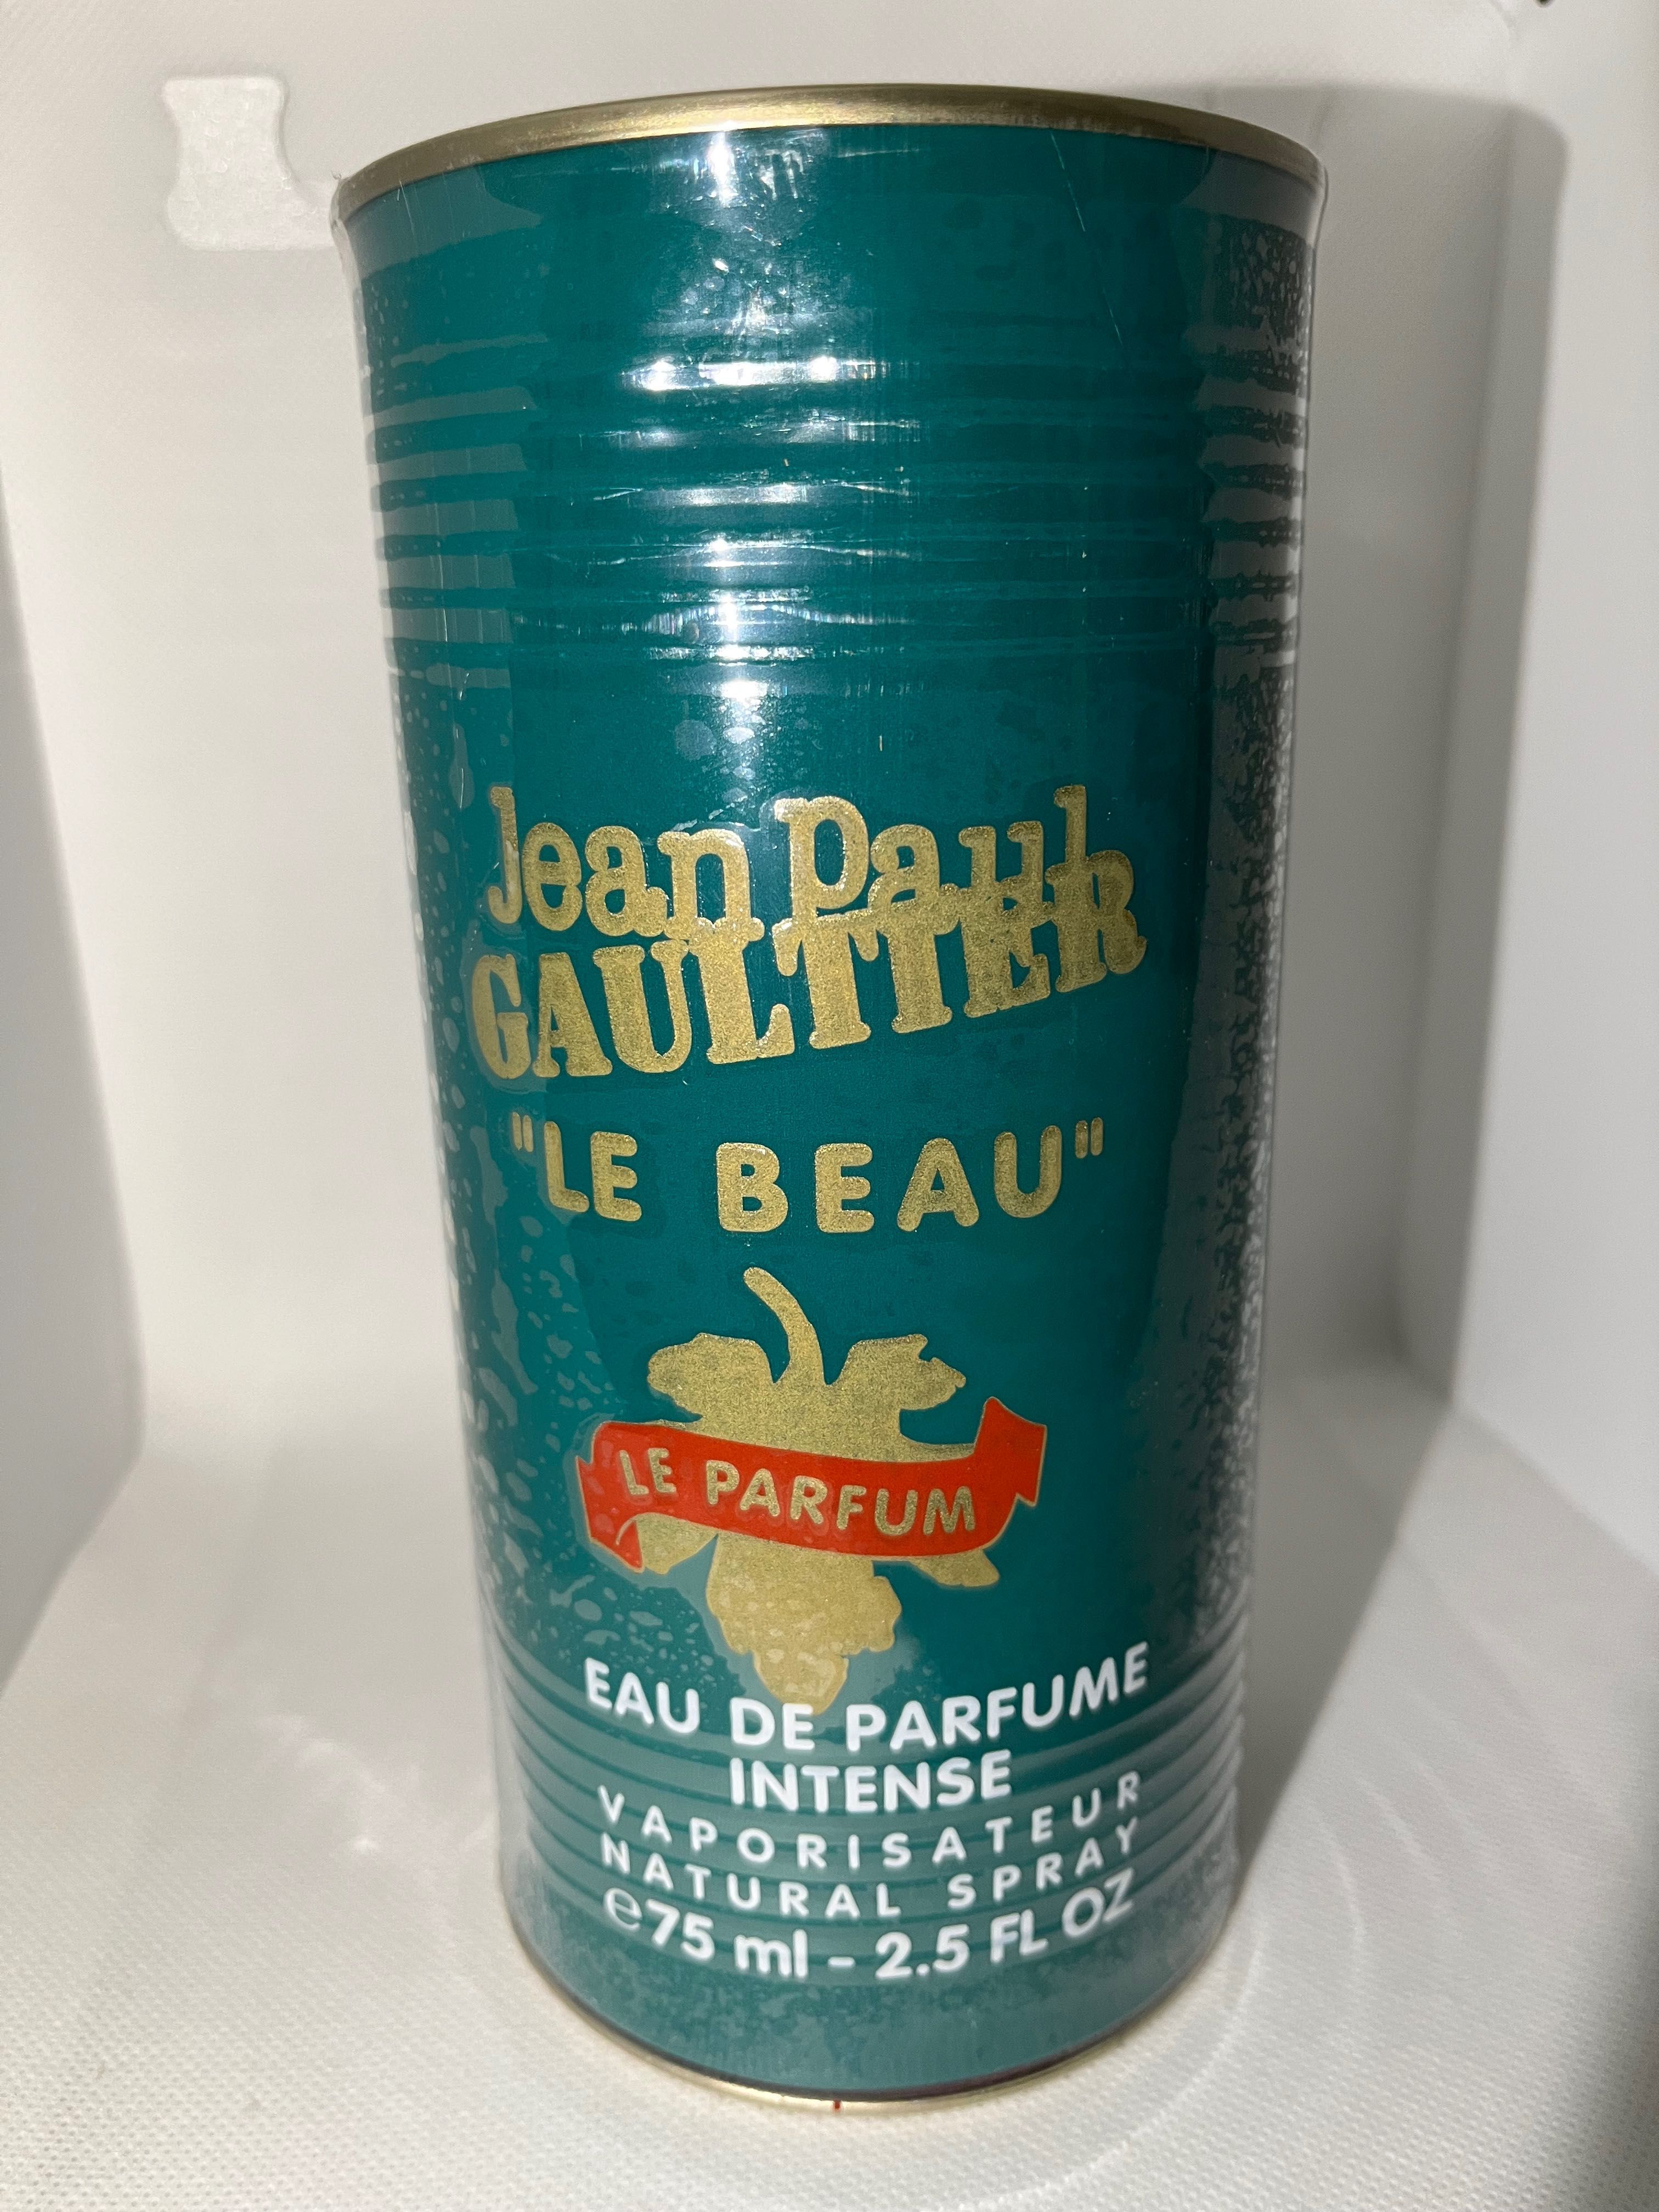 Jean Paul
GAULTIER
"LE BEAU"
LE PARFUM
EAU DE PARFUME
INTENSE
VAPORISATEUR
NATURAL SPRAY
℮75 ml - 2.5 FL OZ